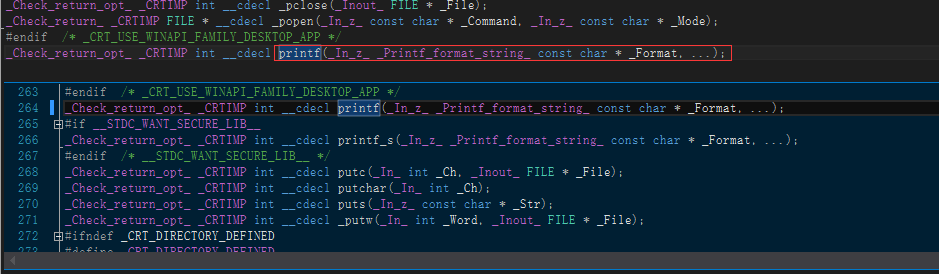 _Check_return_ _CRTIMP int __cdecl _pclose(_Inout_ FILE * _File);
_Check_return_ _CRTIMP FILE * __cdecl _popen(_In_z_ const char * _Command, _In_z_ const char * _Mode);
#endif  /* _CRT_USE_WINAPI_FAMILY_DESKTOP_APP */
_Check_return_opt_ _CRTIMP int __cdecl printf(_In_z_ _Printf_format_string_ const char * _Format, ...);
263 #endif  /* _CRT_USE_WINAPI_FAMILY_DESKTOP_APP */
264 _Check_return_opt_ _CRTIMP int __cdecl printf(_In_z_ _Printf_format_string_ const char * _Format, ...);
265 #if __STDC_WANT_SECURE_LIB__
266 _Check_return_opt_ _CRTIMP int __cdecl printf_s(_In_z_ _Printf_format_string_ const char * _Format, ...);
267 #endif  /* __STDC_WANT_SECURE_LIB__ */
268 _Check_return_opt_ _CRTIMP int __cdecl putc(_In_ int _Ch, _Inout_ FILE * _File);
269 _Check_return_opt_ _CRTIMP int __cdecl putchar(_In_ int _Ch);
270 _Check_return_opt_ _CRTIMP int __cdecl puts(_In_z_ const char * _Str);
271 _Check_return_opt_ _CRTIMP int __cdecl _putw(_In_ int _Word, _Inout_ FILE * _File);
272 #ifndef _CRT_DIRECTORY_DEFINED
273 #define _CRT_DIRECTORY_DEFINED